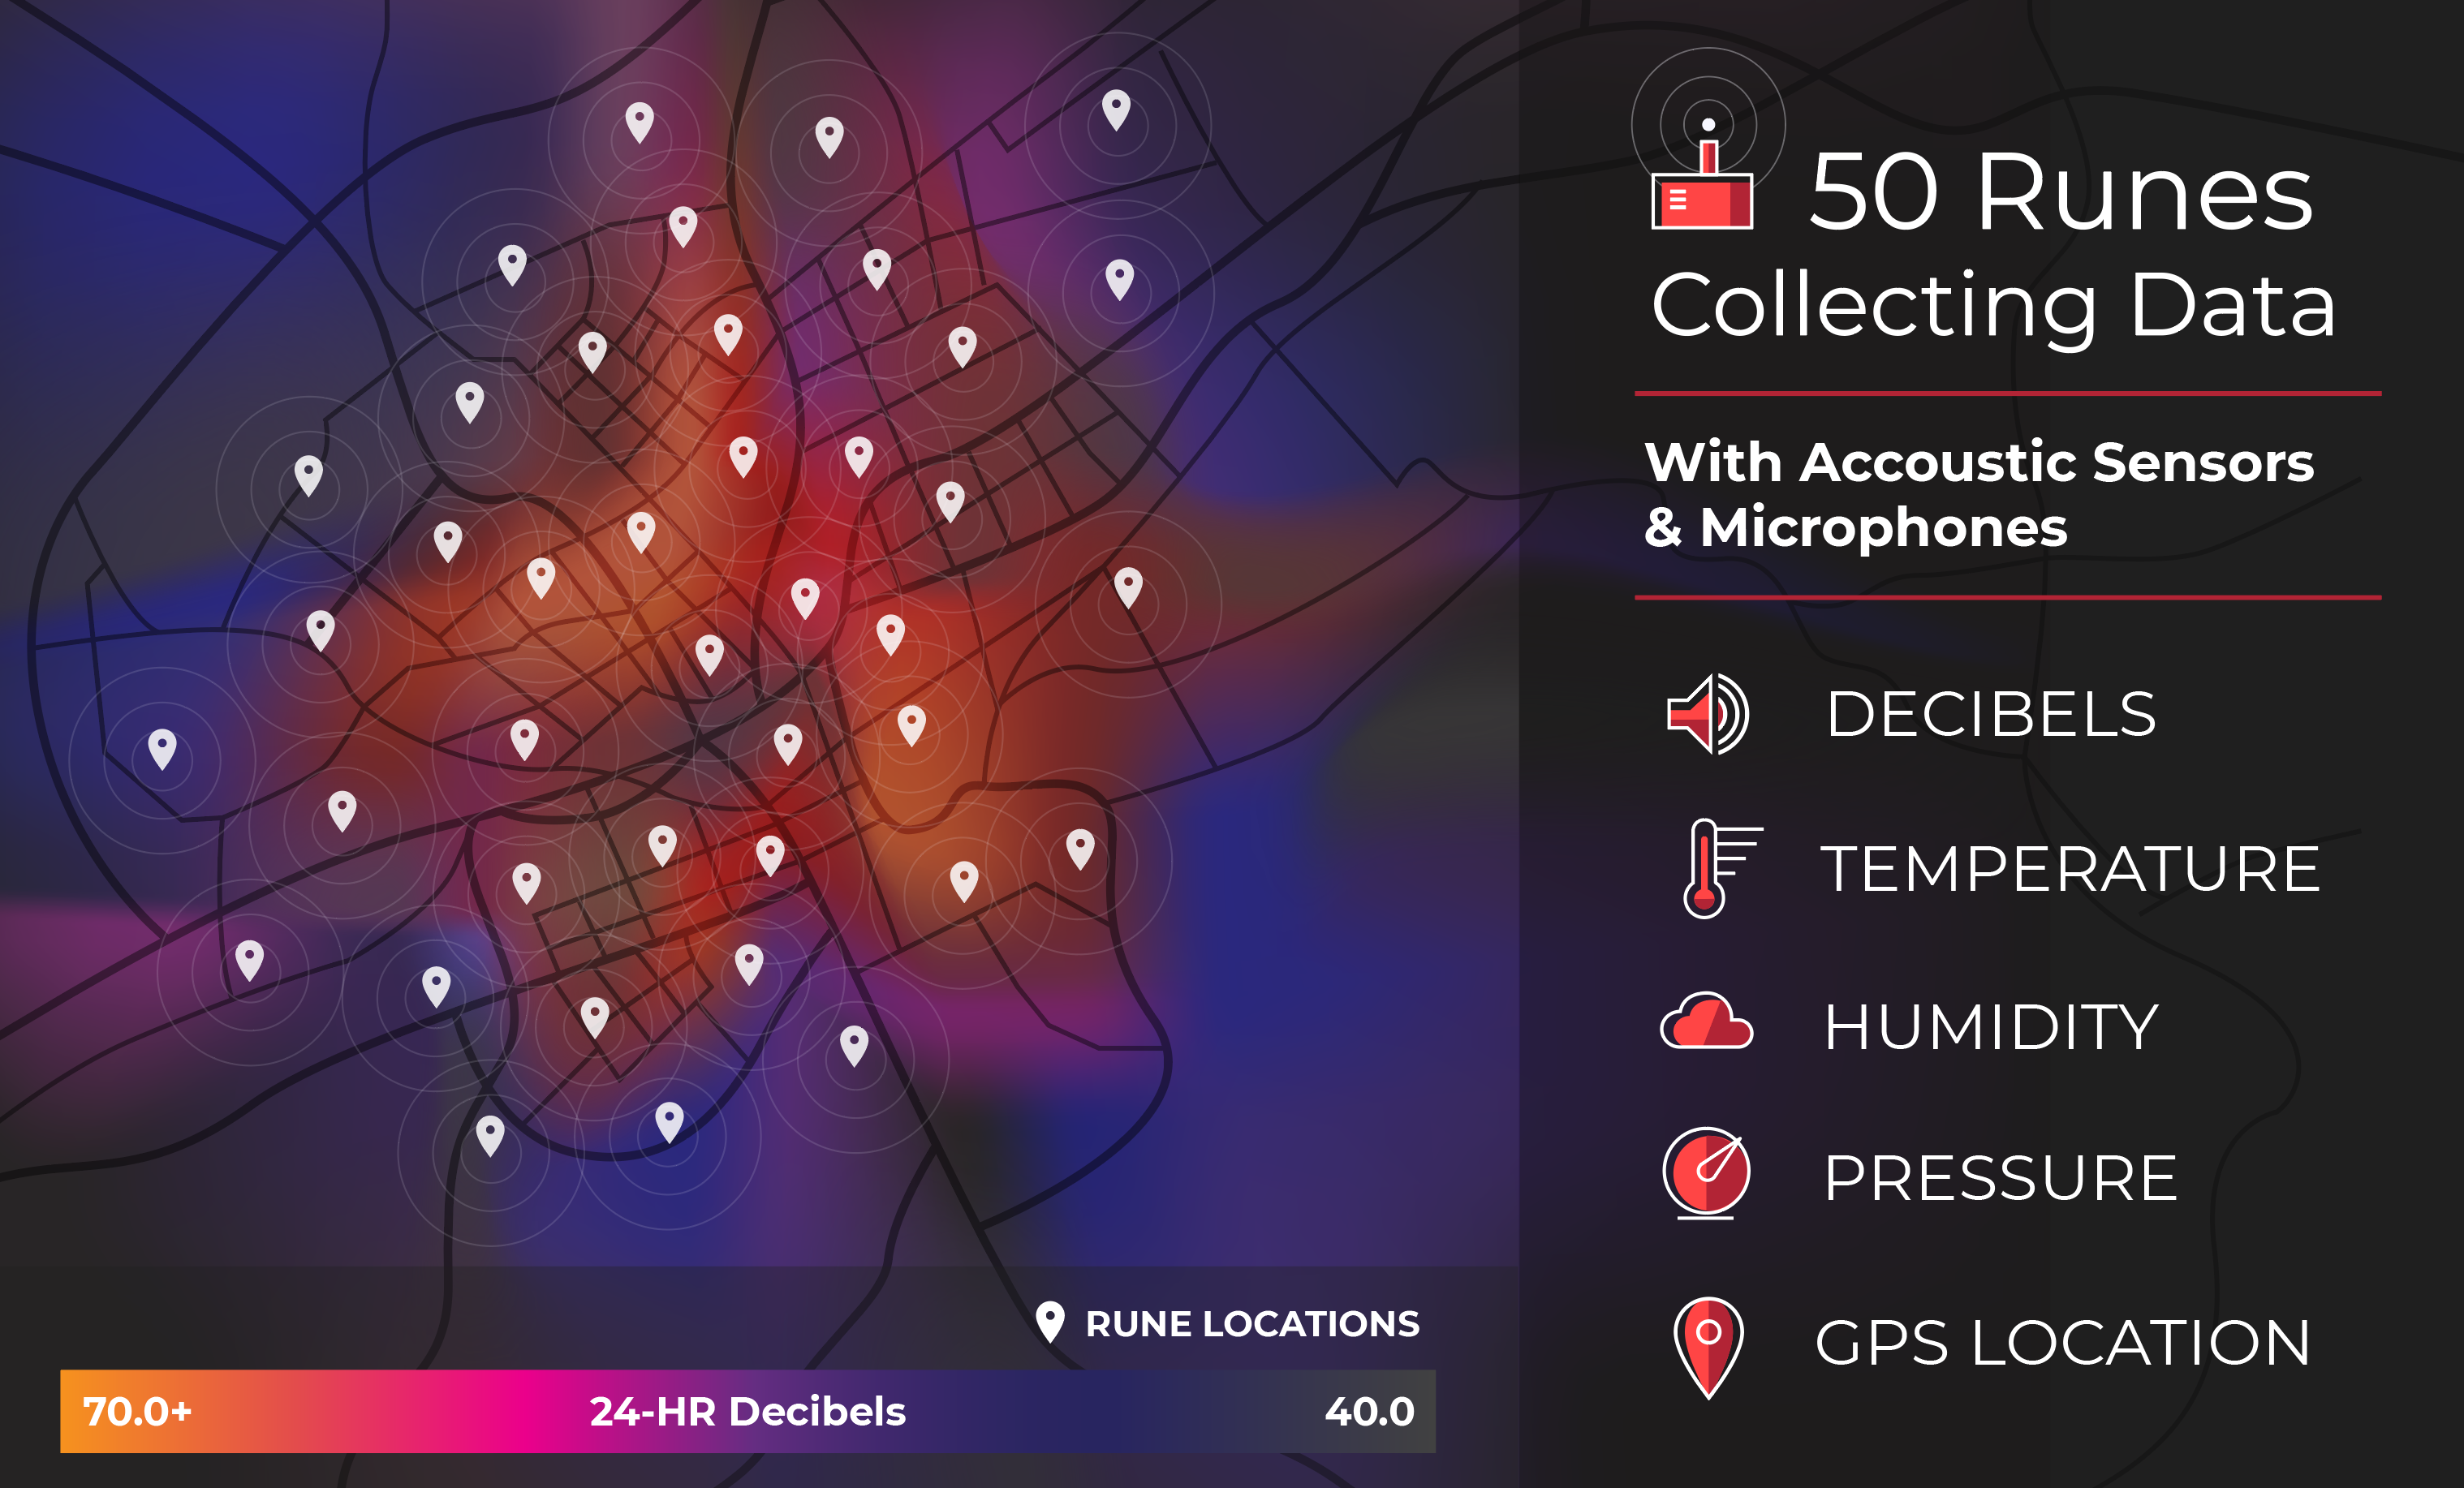 50 Runes
Collecting Data
With Accoustic Sensors
& Microphones
DECIBELS
TEMPERATURE
HUMIDITY
PRESSURE
GPS LOCATION
RUNE LOCATIONS
70.0+ 24-HR Decibels 40.0